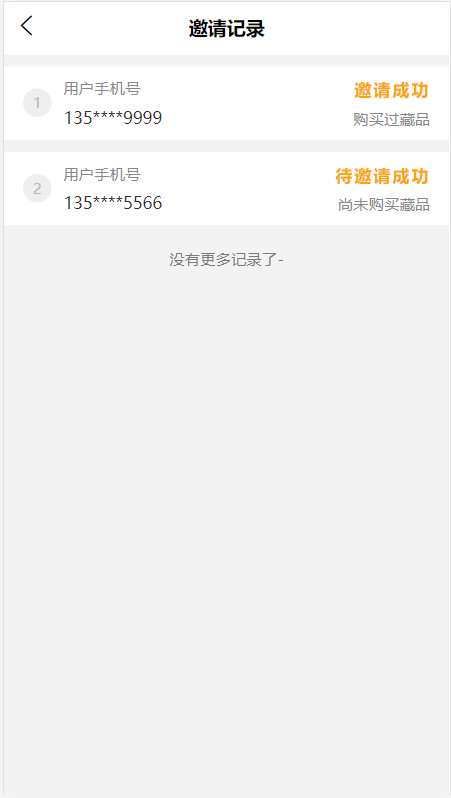 邀请记录
1
用户手机号
邀请成功
135****9999
购买过藏品
2
用户手机号
待邀请成功
135****5566
尚未购买藏品
没有更多记录了-